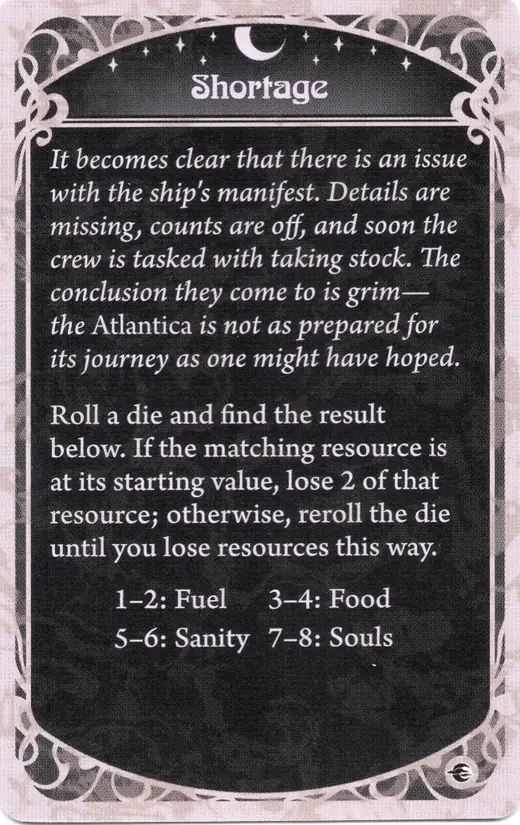 Shortage
It becomes clear that there is an issue
with the ship's manifest. Details are
missing, counts are off, and soon the
crew is tasked with taking stock. The
conclusion they come to is grim—
the Atlantica is not as prepared for
its journey as one might have hoped.
Roll a die and find the result
below. If the matching resource is
at its starting value, lose 2 of that
resource; otherwise, reroll the die
until you lose resources this way.
1–2: Fuel 3–4: Food
5–6: Sanity 7–8: Souls